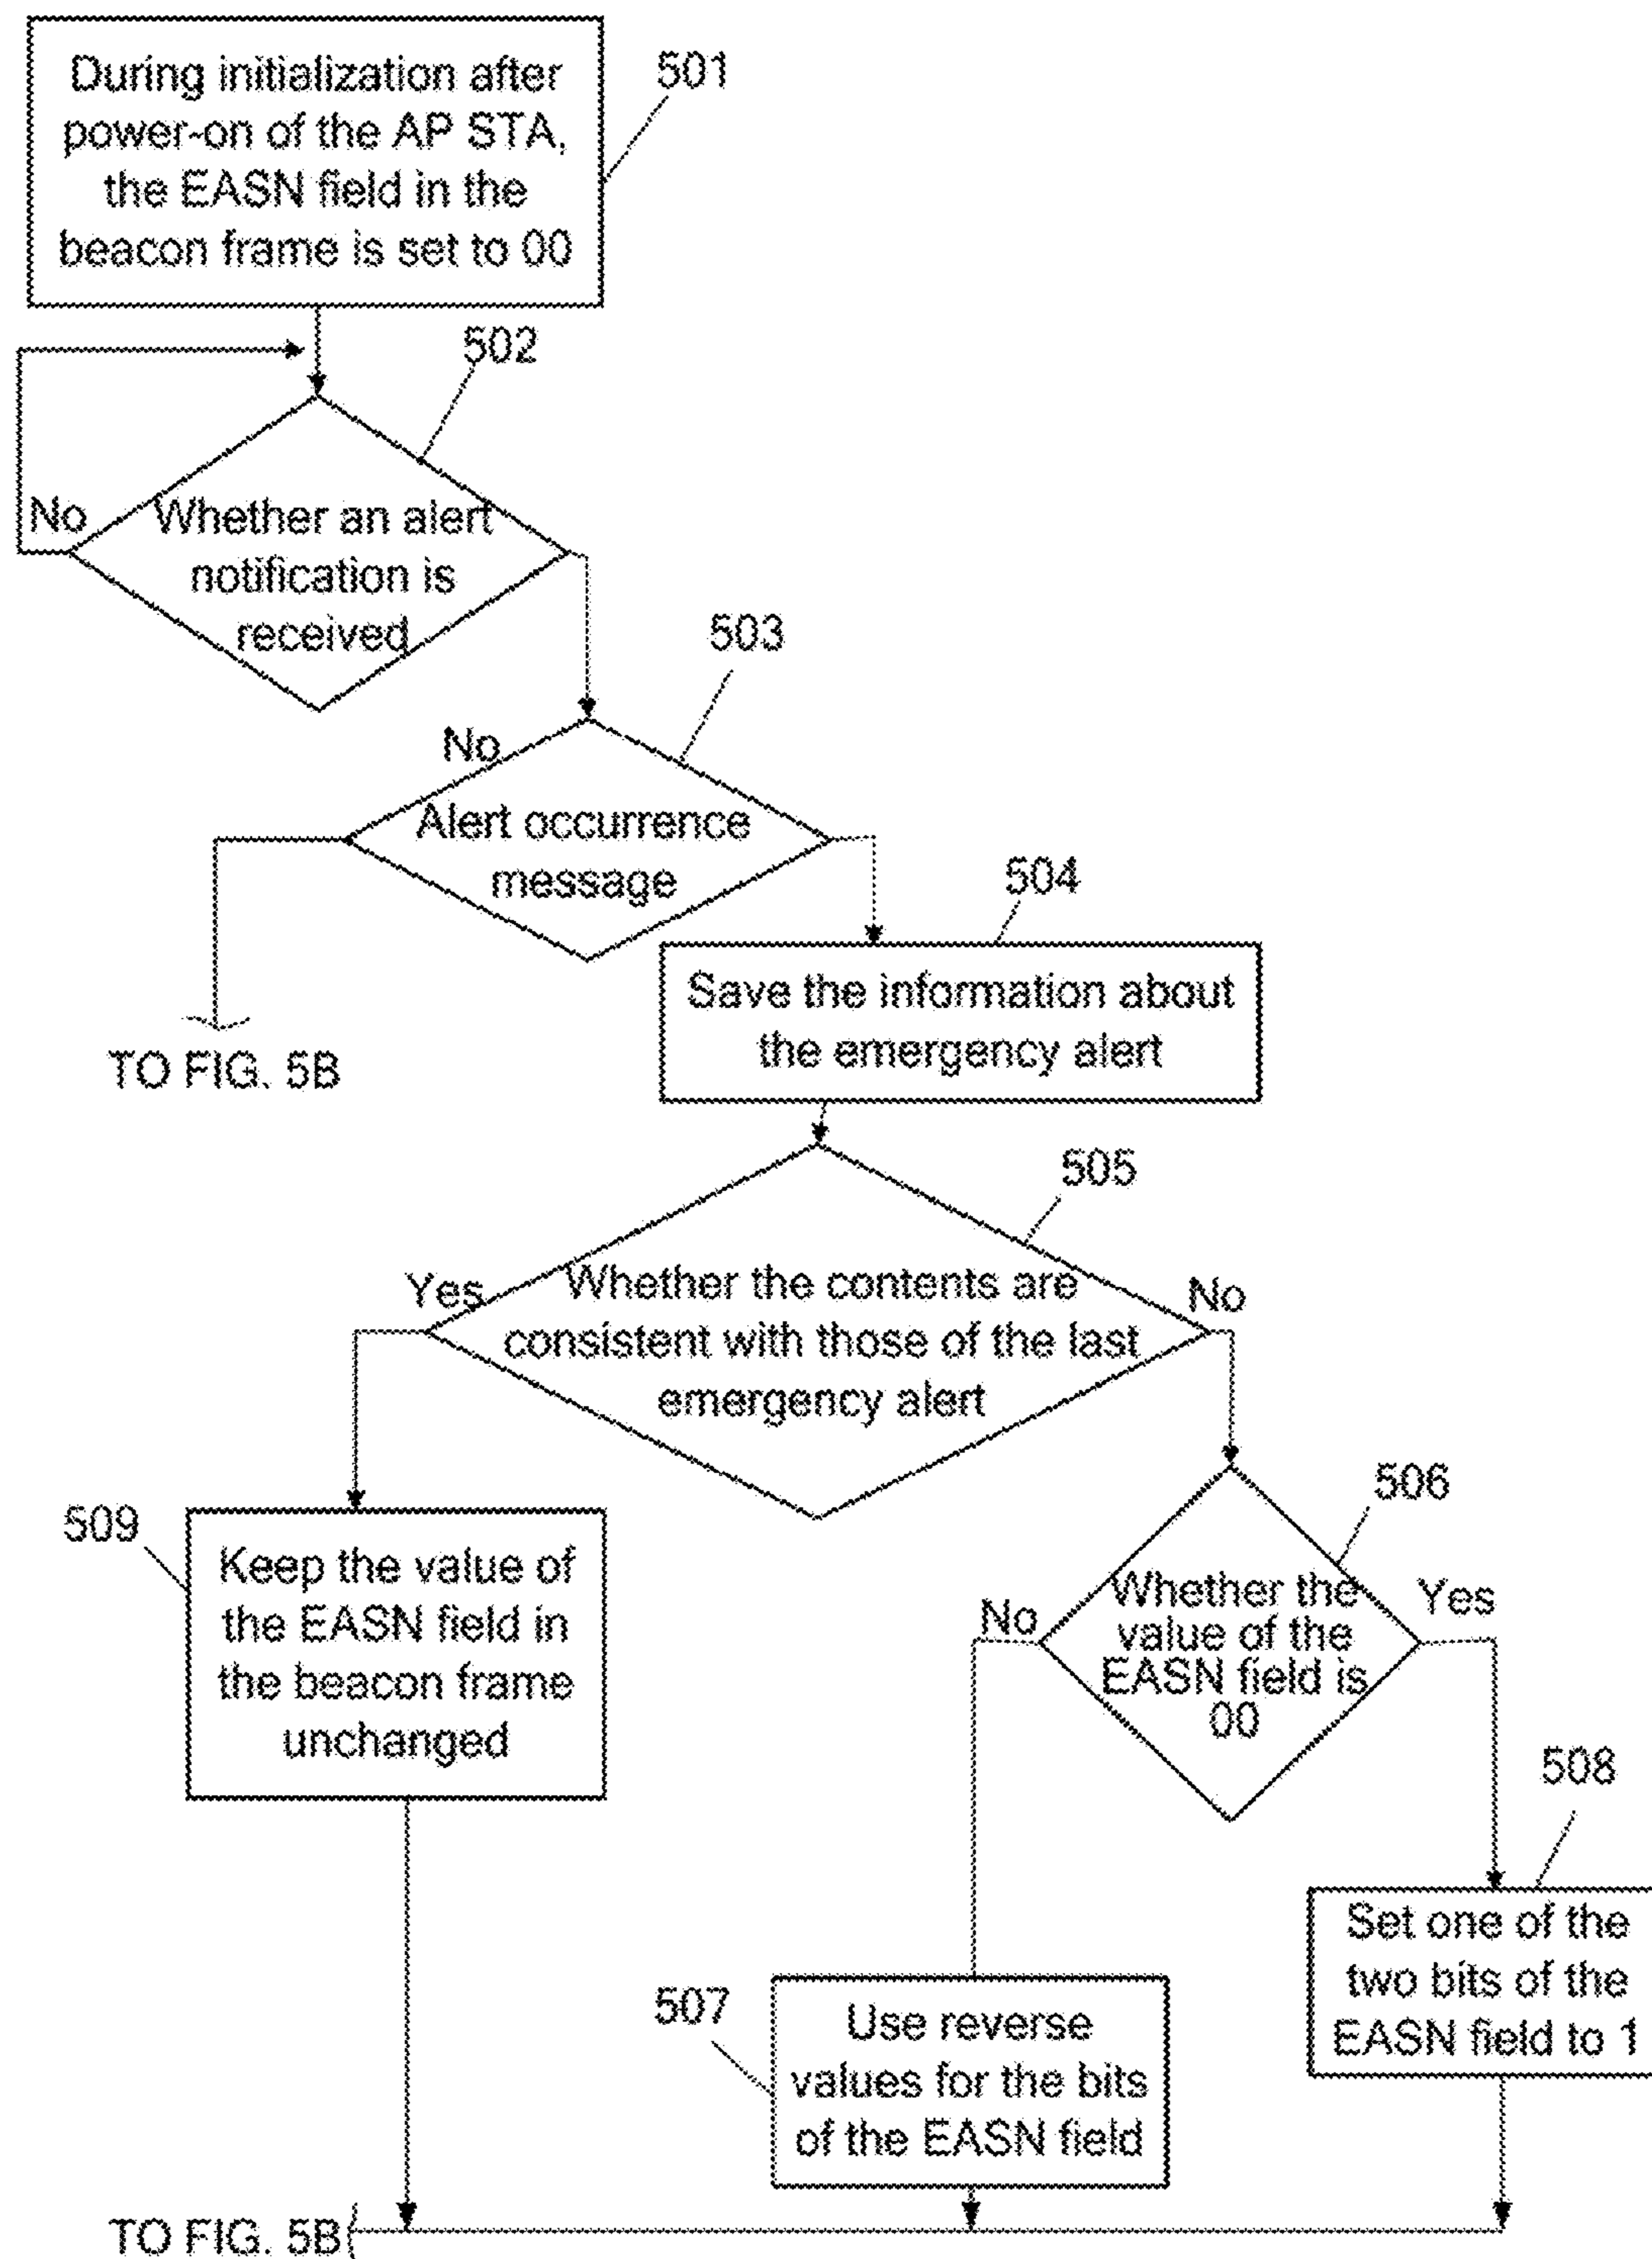 During initialization after
power-on of the AP STA,
the EASN field in the
beacon frame is set to 00
501
502
No
Whether an alert
notification is
received
503
No
Alert occurrence
message
504
Save the information about
the emergency alert
TO FIG. 5B
505
Yes
Whether the contents are
consistent with those of the last
emergency alert
No
506
509
Keep the value of
the EASN field in
the beacon frame
unchanged
No
Whether the
value of the
EASN field is
00
Yes
508
Set one of the
two bits of the
EASN field to 1
507
Use reverse
values for the bits
of the EASN field
TO FIG. 5B